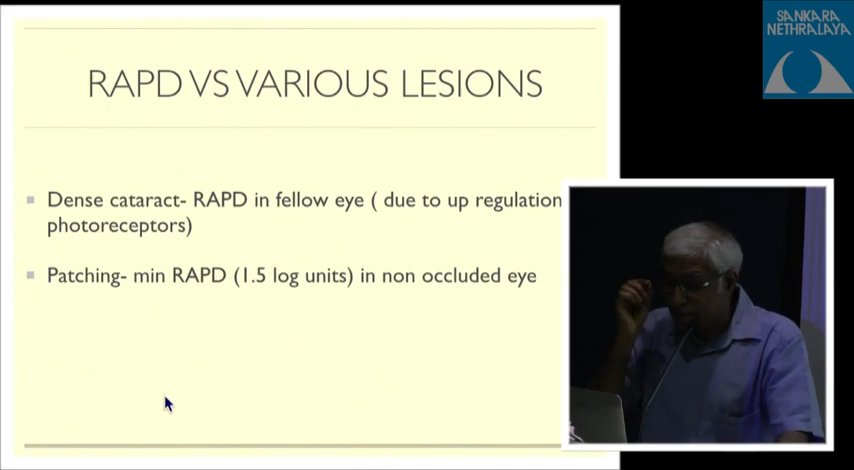 SANKARA
NETHRALAYA
RAPD VS VARIOUS LESIONS
Dense cataract- RAPD in fellow eye ( due to up regulation
photoreceptors)
Patching- min RAPD (1.5 log units) in non occluded eye